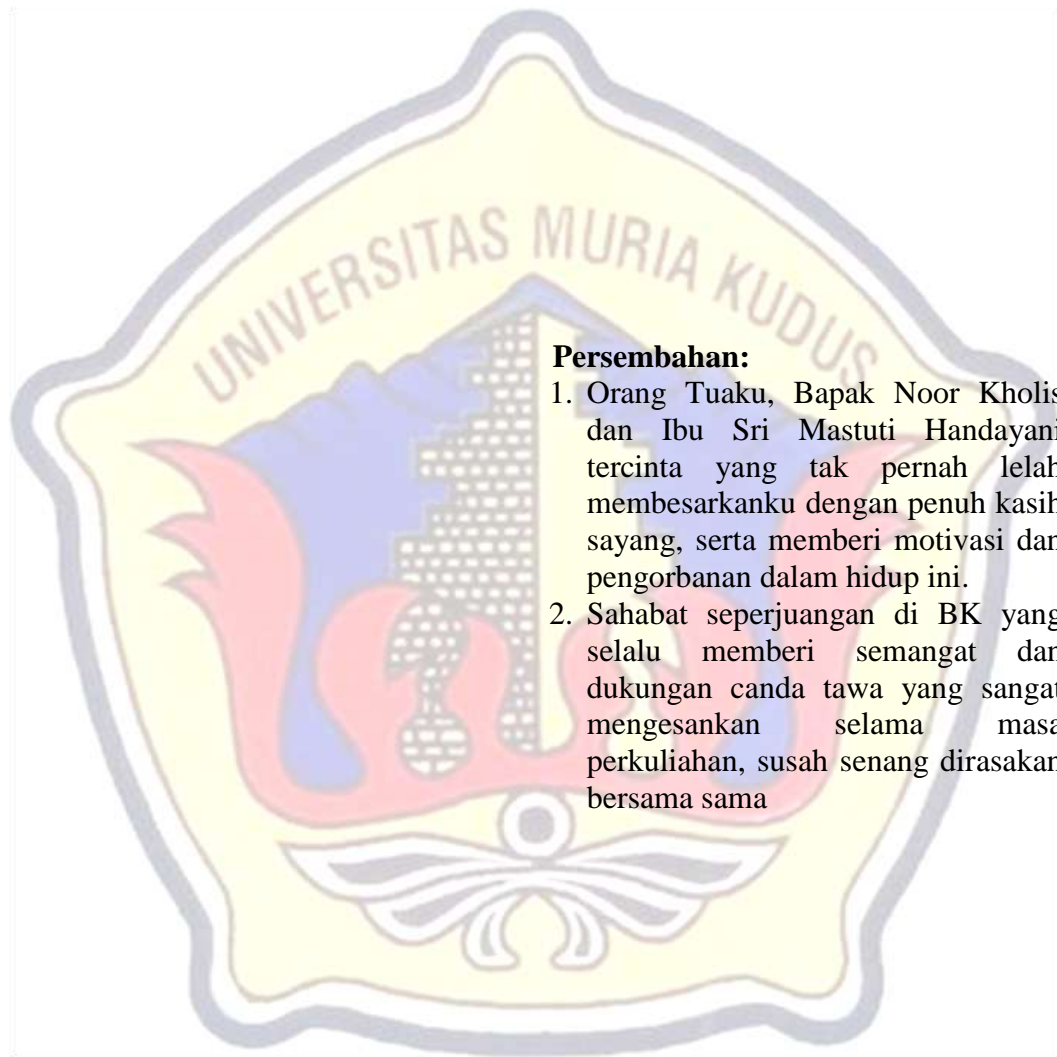 UNIVERSITAS MURIA KUDUS
Persembahan:
1. Orang Tuaku, Bapak Noor Kholis
dan Ibu Sri Mastuti Handayani
tercinta yang tak pernah lelah
membesarkanku dengan penuh kasih
sayang, serta memberi motivasi dan
pengorbanan dalam hidup ini.
2. Sahabat seperjuangan di BK yang
selalu memberi semangat dan
dukungan canda tawa yang sangat
mengesankan selama masa
perkuliahan, susah senang dirasakan
bersama sama